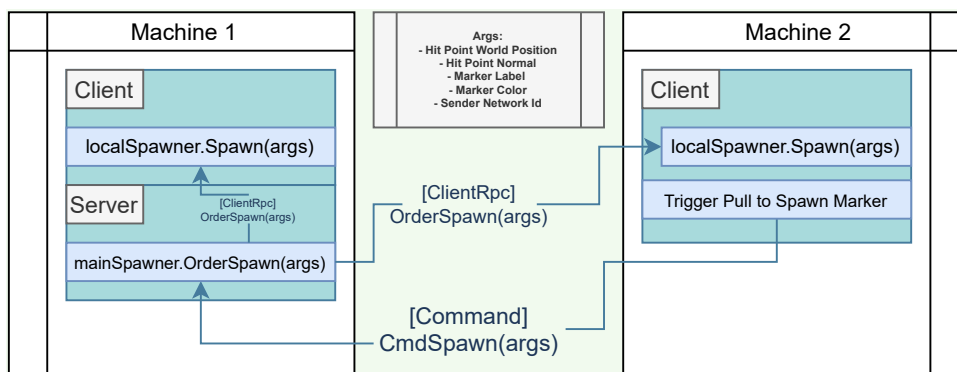 Machine 1
Client
localSpawner.Spawn(args)
[ClientRpc]
OrderSpawn(args)
Server
mainSpawner.OrderSpawn(args)
Args:
- Hit Point World Position
- Hit Point Normal
- Marker Label
- Marker Color
- Sender Network Id
[ClientRpc]
OrderSpawn(args)
[Command]
CmdSpawn(args)
Machine 2
Client
localSpawner.Spawn(args)
Trigger Pull to Spawn Marker